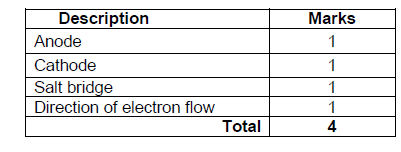 Description Marks
Anode 1
Cathode 1
Salt bridge 1
Direction of electron flow 1
Total 4